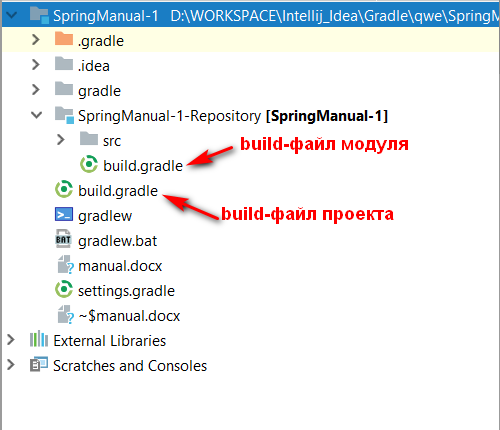 SpringManual-1 D:\WORKSPACE\Intellij_Idea\Gradle\qwe\SpringM
.gradle
.idea
gradle
SpringManual-1-Repository [SpringManual-1]
src
build-файл модуля
build.gradle
build.gradle
build-файл проекта
gradlew
BAT gradlew.bat
manual.docx
settings.gradle
~$manual.docx
External Libraries
Scratches and Consoles